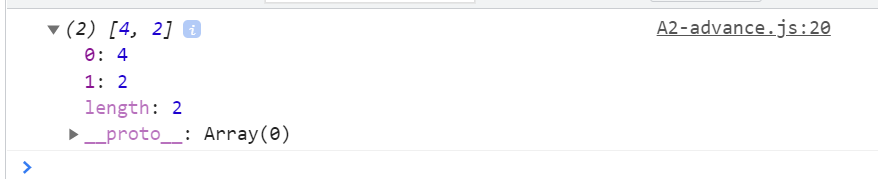 (2) [4, 2] i A2-advance.js:20
0: 4
1: 2
length: 2
__proto__: Array(0)